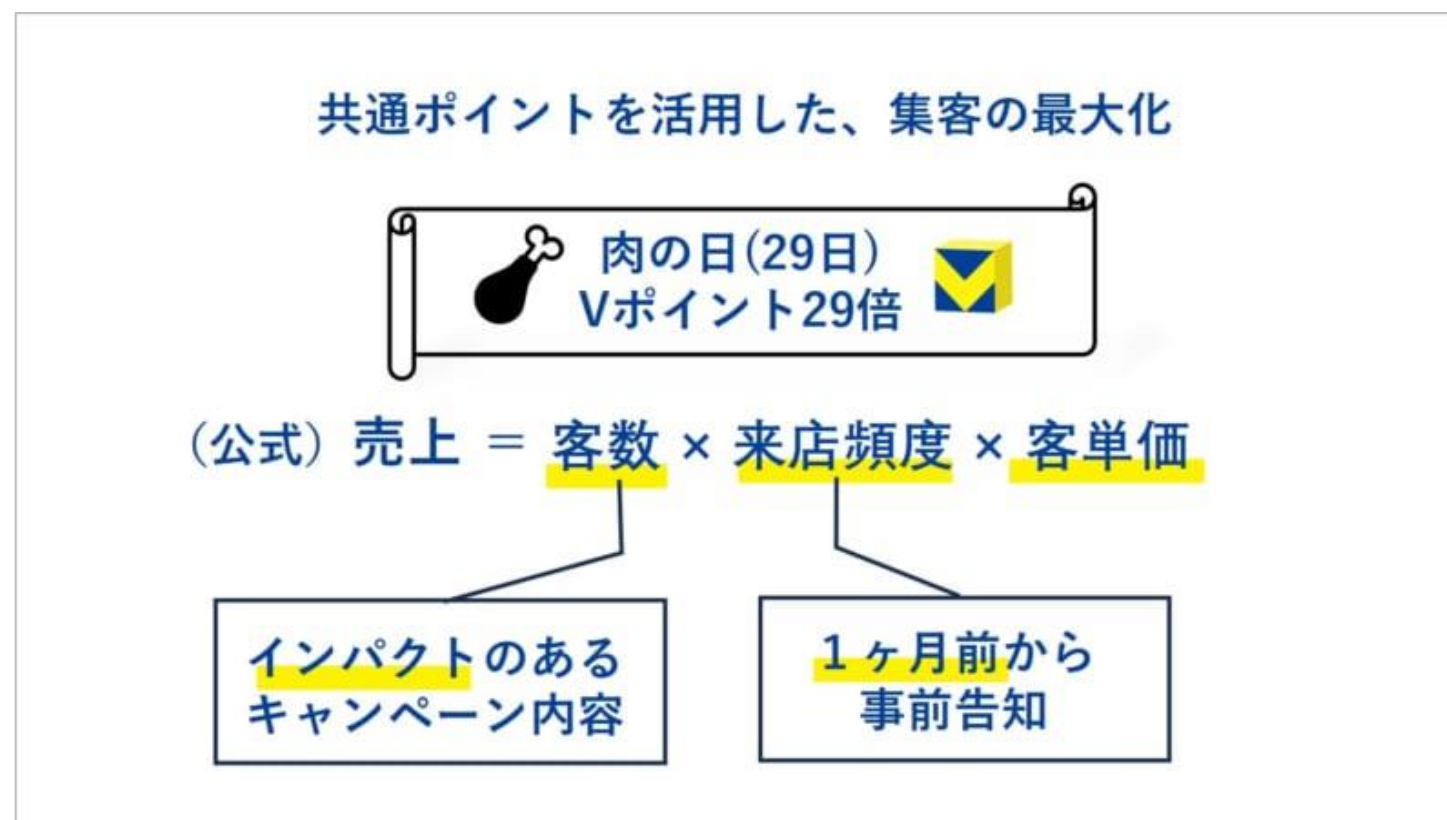 共通ポイントを活用した、集客の最大化
肉の日(29日)
Vポイント29倍
(公式) 売上 = 客数 × 来店頻度 × 客単価
インパクトのある
キャンペーン内容
1ヶ月前から
事前告知